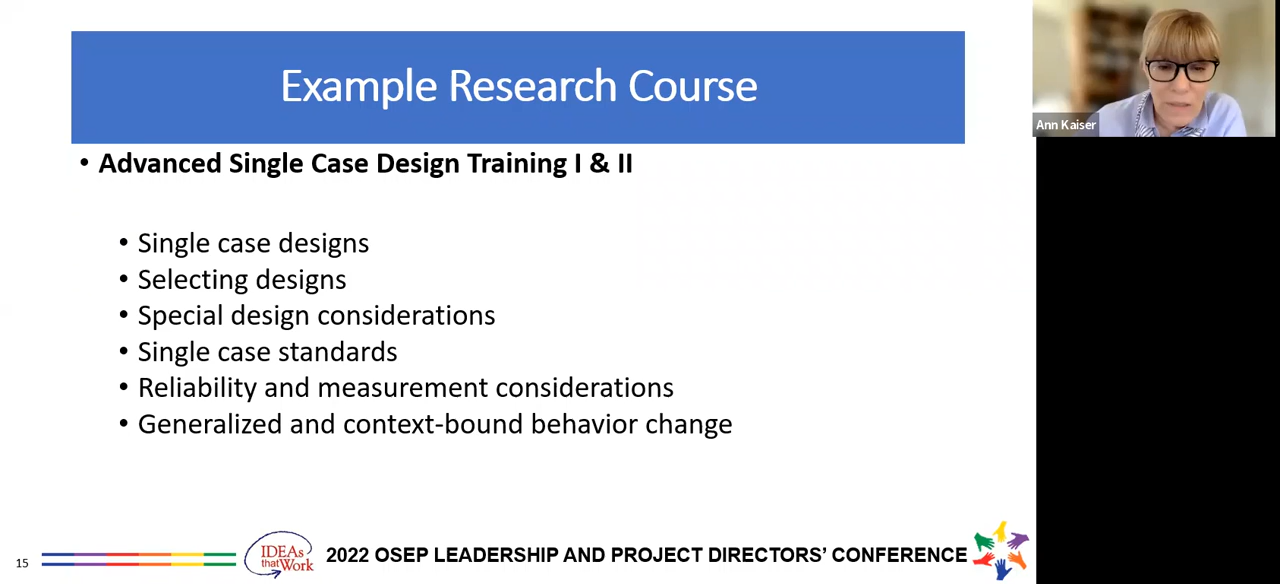 Example Research Course
Ann Kaiser
• Advanced Single Case Design Training I & II
• Single case designs
• Selecting designs
• Special design considerations
• Single case standards
• Reliability and measurement considerations
• Generalized and context-bound behavior change
15
IDEAs
that Work
2022 OSEP LEADERSHIP AND PROJECT DIRECTORS’ CONFERENCE